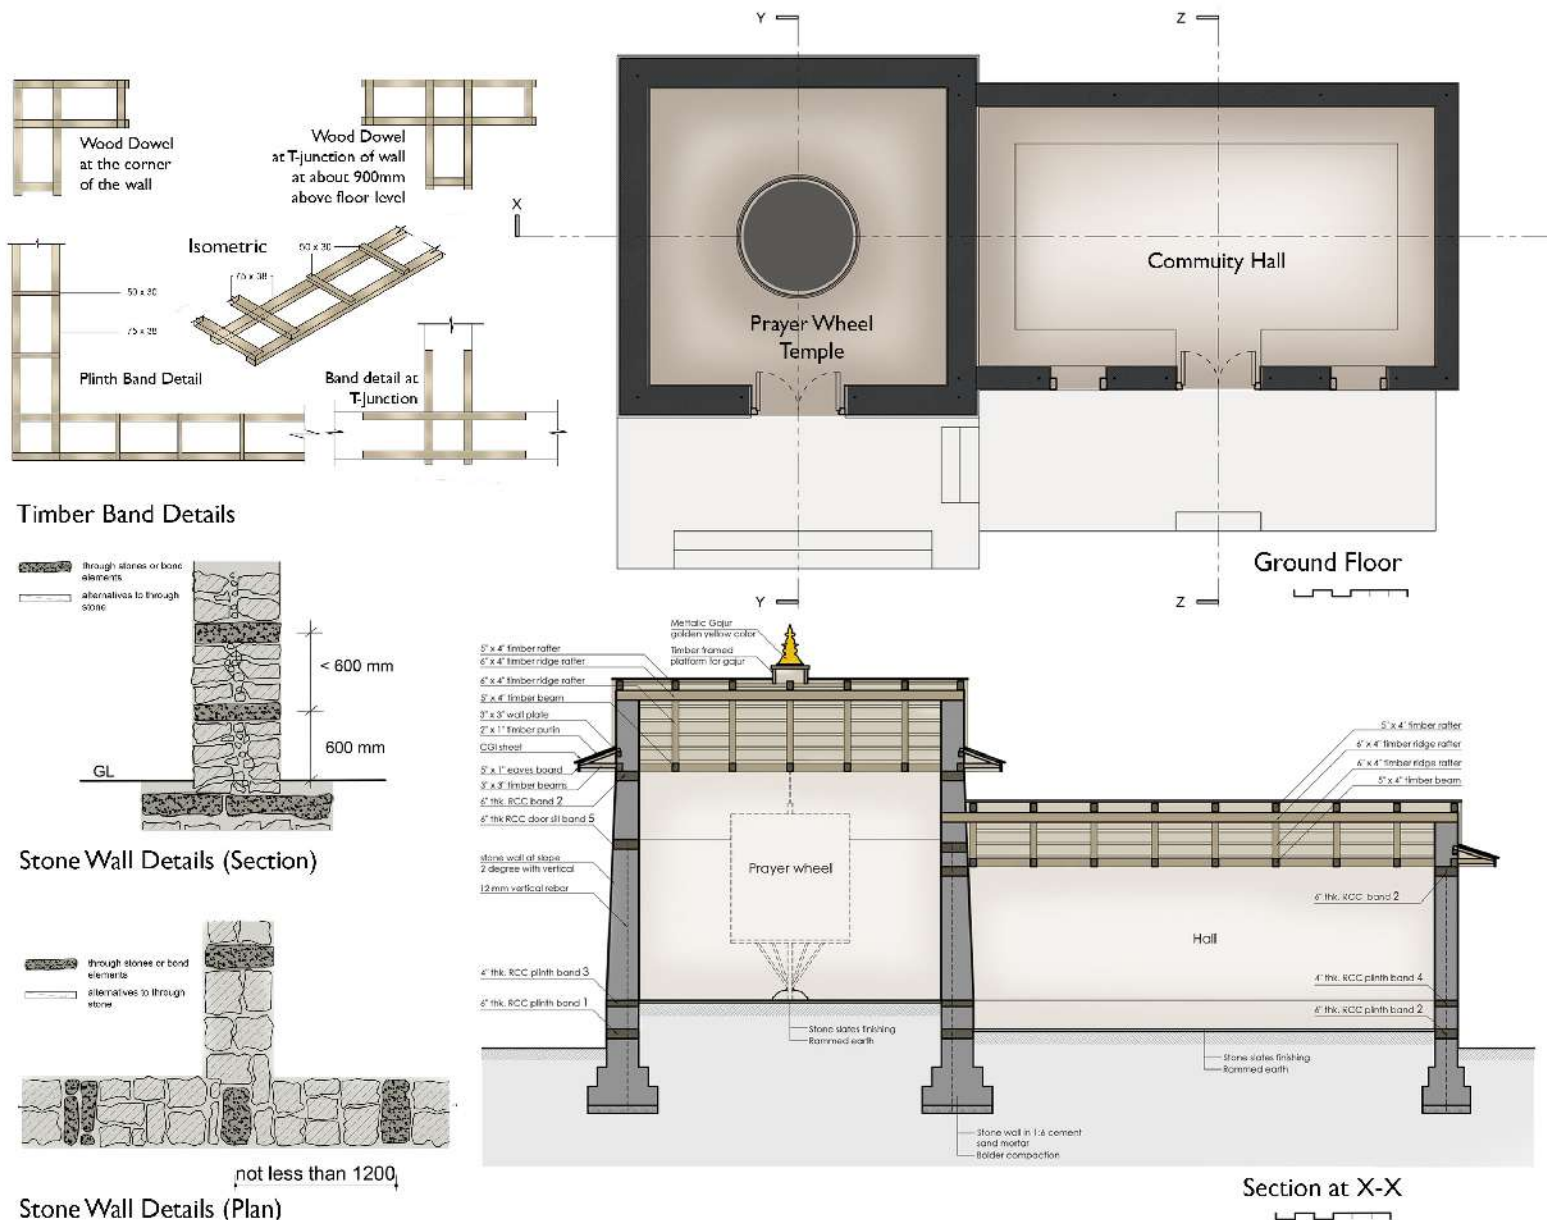 Wood Dowel
at the corner
of the wall
Wood Dowel
at T-junction of wall
at about 900mm
above floor level
Isometric
50 x 30
75 x 38
50 x 30
75 x 38
Plinth Band Detail
Band detail at
T-Junction
Timber Band Details
through stones or bond
elements
alternatives to through
stone
< 600 mm
600 mm
GL
Stone Wall Details (Section)
through stones or bond
elements
alternatives to through
stone
not less than 1200
Stone Wall Details (Plan)
Y
Z
X
Prayer Wheel
Temple
Commuity Hall
Ground Floor
Y
Z
Mettalic Gajur
golden yellow color
Timber framed
platform for gajur
5" x 4" timber rafter
6" x 4" timber ridge rafter
6" x 4" timber ridge rafter
5" x 4" timber beam
3" x 3" wall plate
2" x 1" timber purlin
CGI sheet
5" x 1" eaves board
3" x 3" timber beams
6" thk. RCC band 2
6" thk RCC door sill band 5
stone wall at slope
2 degree with vertical
12 mm vertical rebar
4" thk. RCC plinth band 3
6" thk. RCC plinth band 1
Prayer wheel
Stone slates finishing
Rammed earth
5" x 4" timber rafter
6" x 4" timber ridge rafter
6" x 4" timber ridge rafter
5" x 4" timber beam
6" thk. RCC band 2
Hall
4" thk. RCC plinth band 4
6" thk. RCC plinth band 2
Stone slates finishing
Rammed earth
Stone wall in 1:6 cement
sand mortar
Bolder compaction
Section at X-X